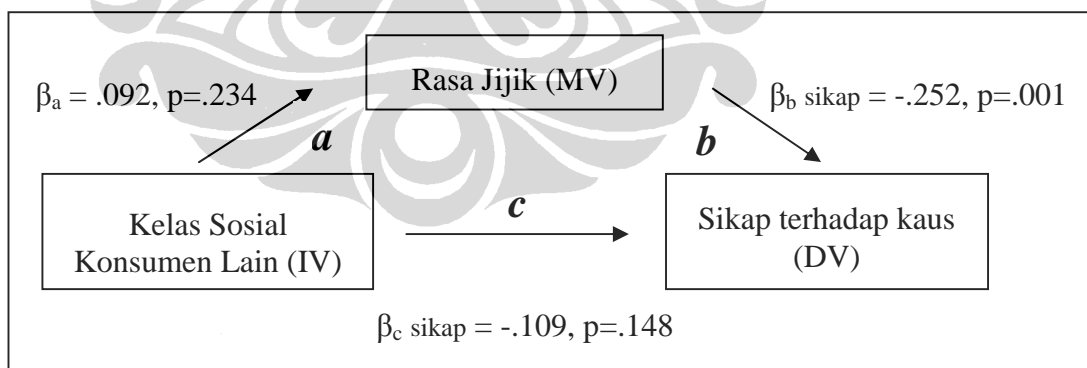 Rasa Jijik (MV)
βa = .092, p=.234
βb sikap = -.252, p=.001
a
b
Kelas Sosial
Konsumen Lain (IV)
c
Sikap terhadap kaus
(DV)
βc sikap = -.109, p=.148